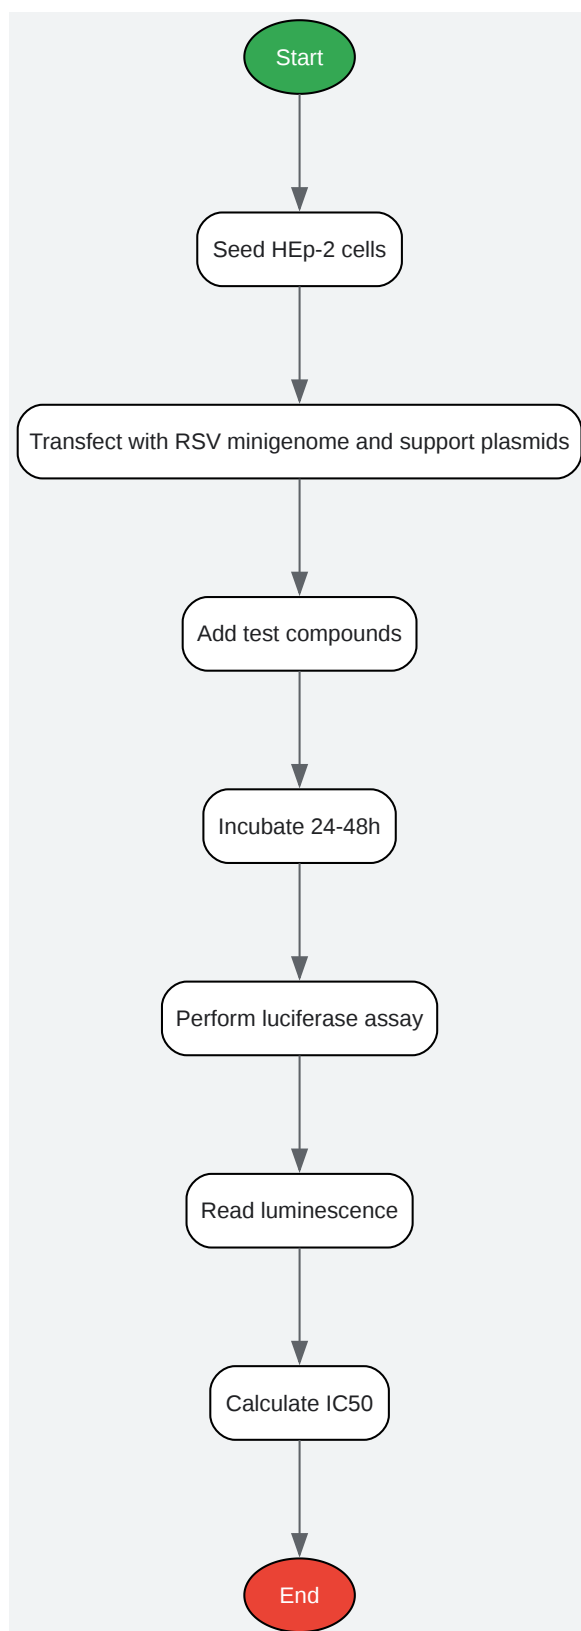 Start
Seed HEp-2 cells
Transfect with RSV minigenome and support plasmids
Add test compounds
Incubate 24-48h
Perform luciferase assay
Read luminescence
Calculate IC50
End